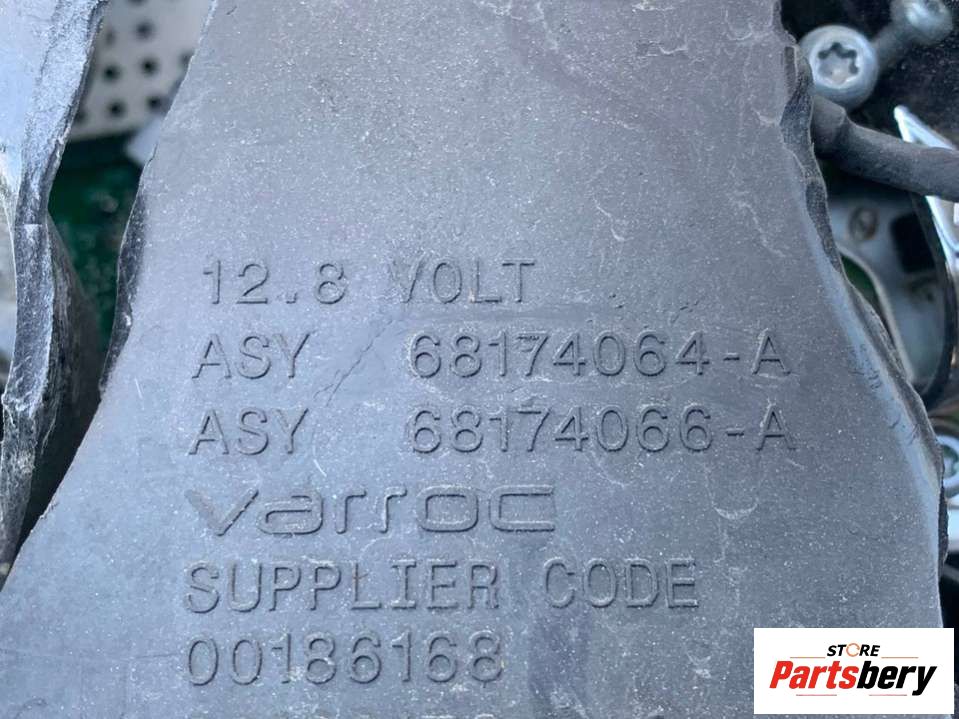 12.8 VOLT
ASY 68174064-A
ASY 68174066-A
varroc
SUPPLIER CODE
00186168
STORE
Partsbery